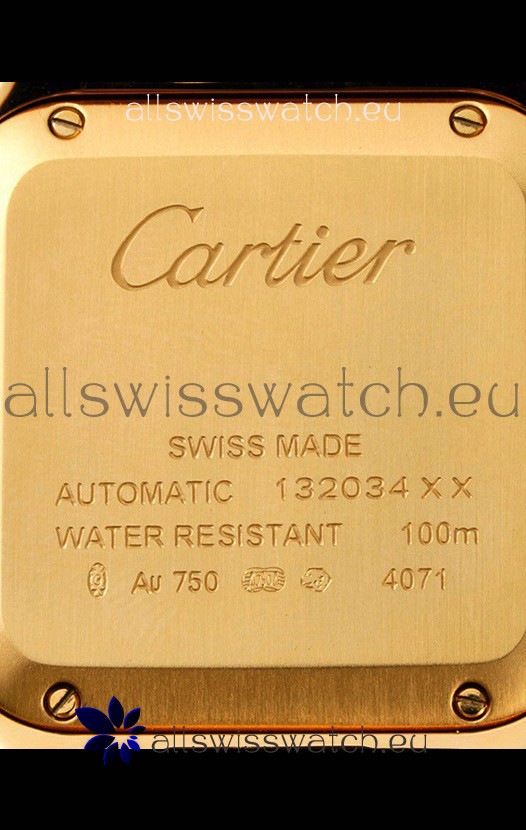 allswisswatch.eu
Cartier
allswisswatch.eu
SWISS MADE
AUTOMATIC 132034XX
WATER RESISTANT 100m
Au 750 4071
allswisswatch.eu